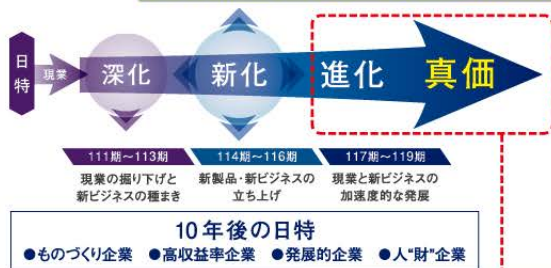 日特
現業
深化
新化
進化
真価
111期～113期
現業の掘り下げと
新ビジネスの種まき
114期～116期
新製品・新ビジネスの
立ち上げ
117期～119期
現業と新ビジネスの
加速度的な発展
10年後の日特
●ものづくり企業 ●高収益率企業 ●発展的企業 ●人“財”企業